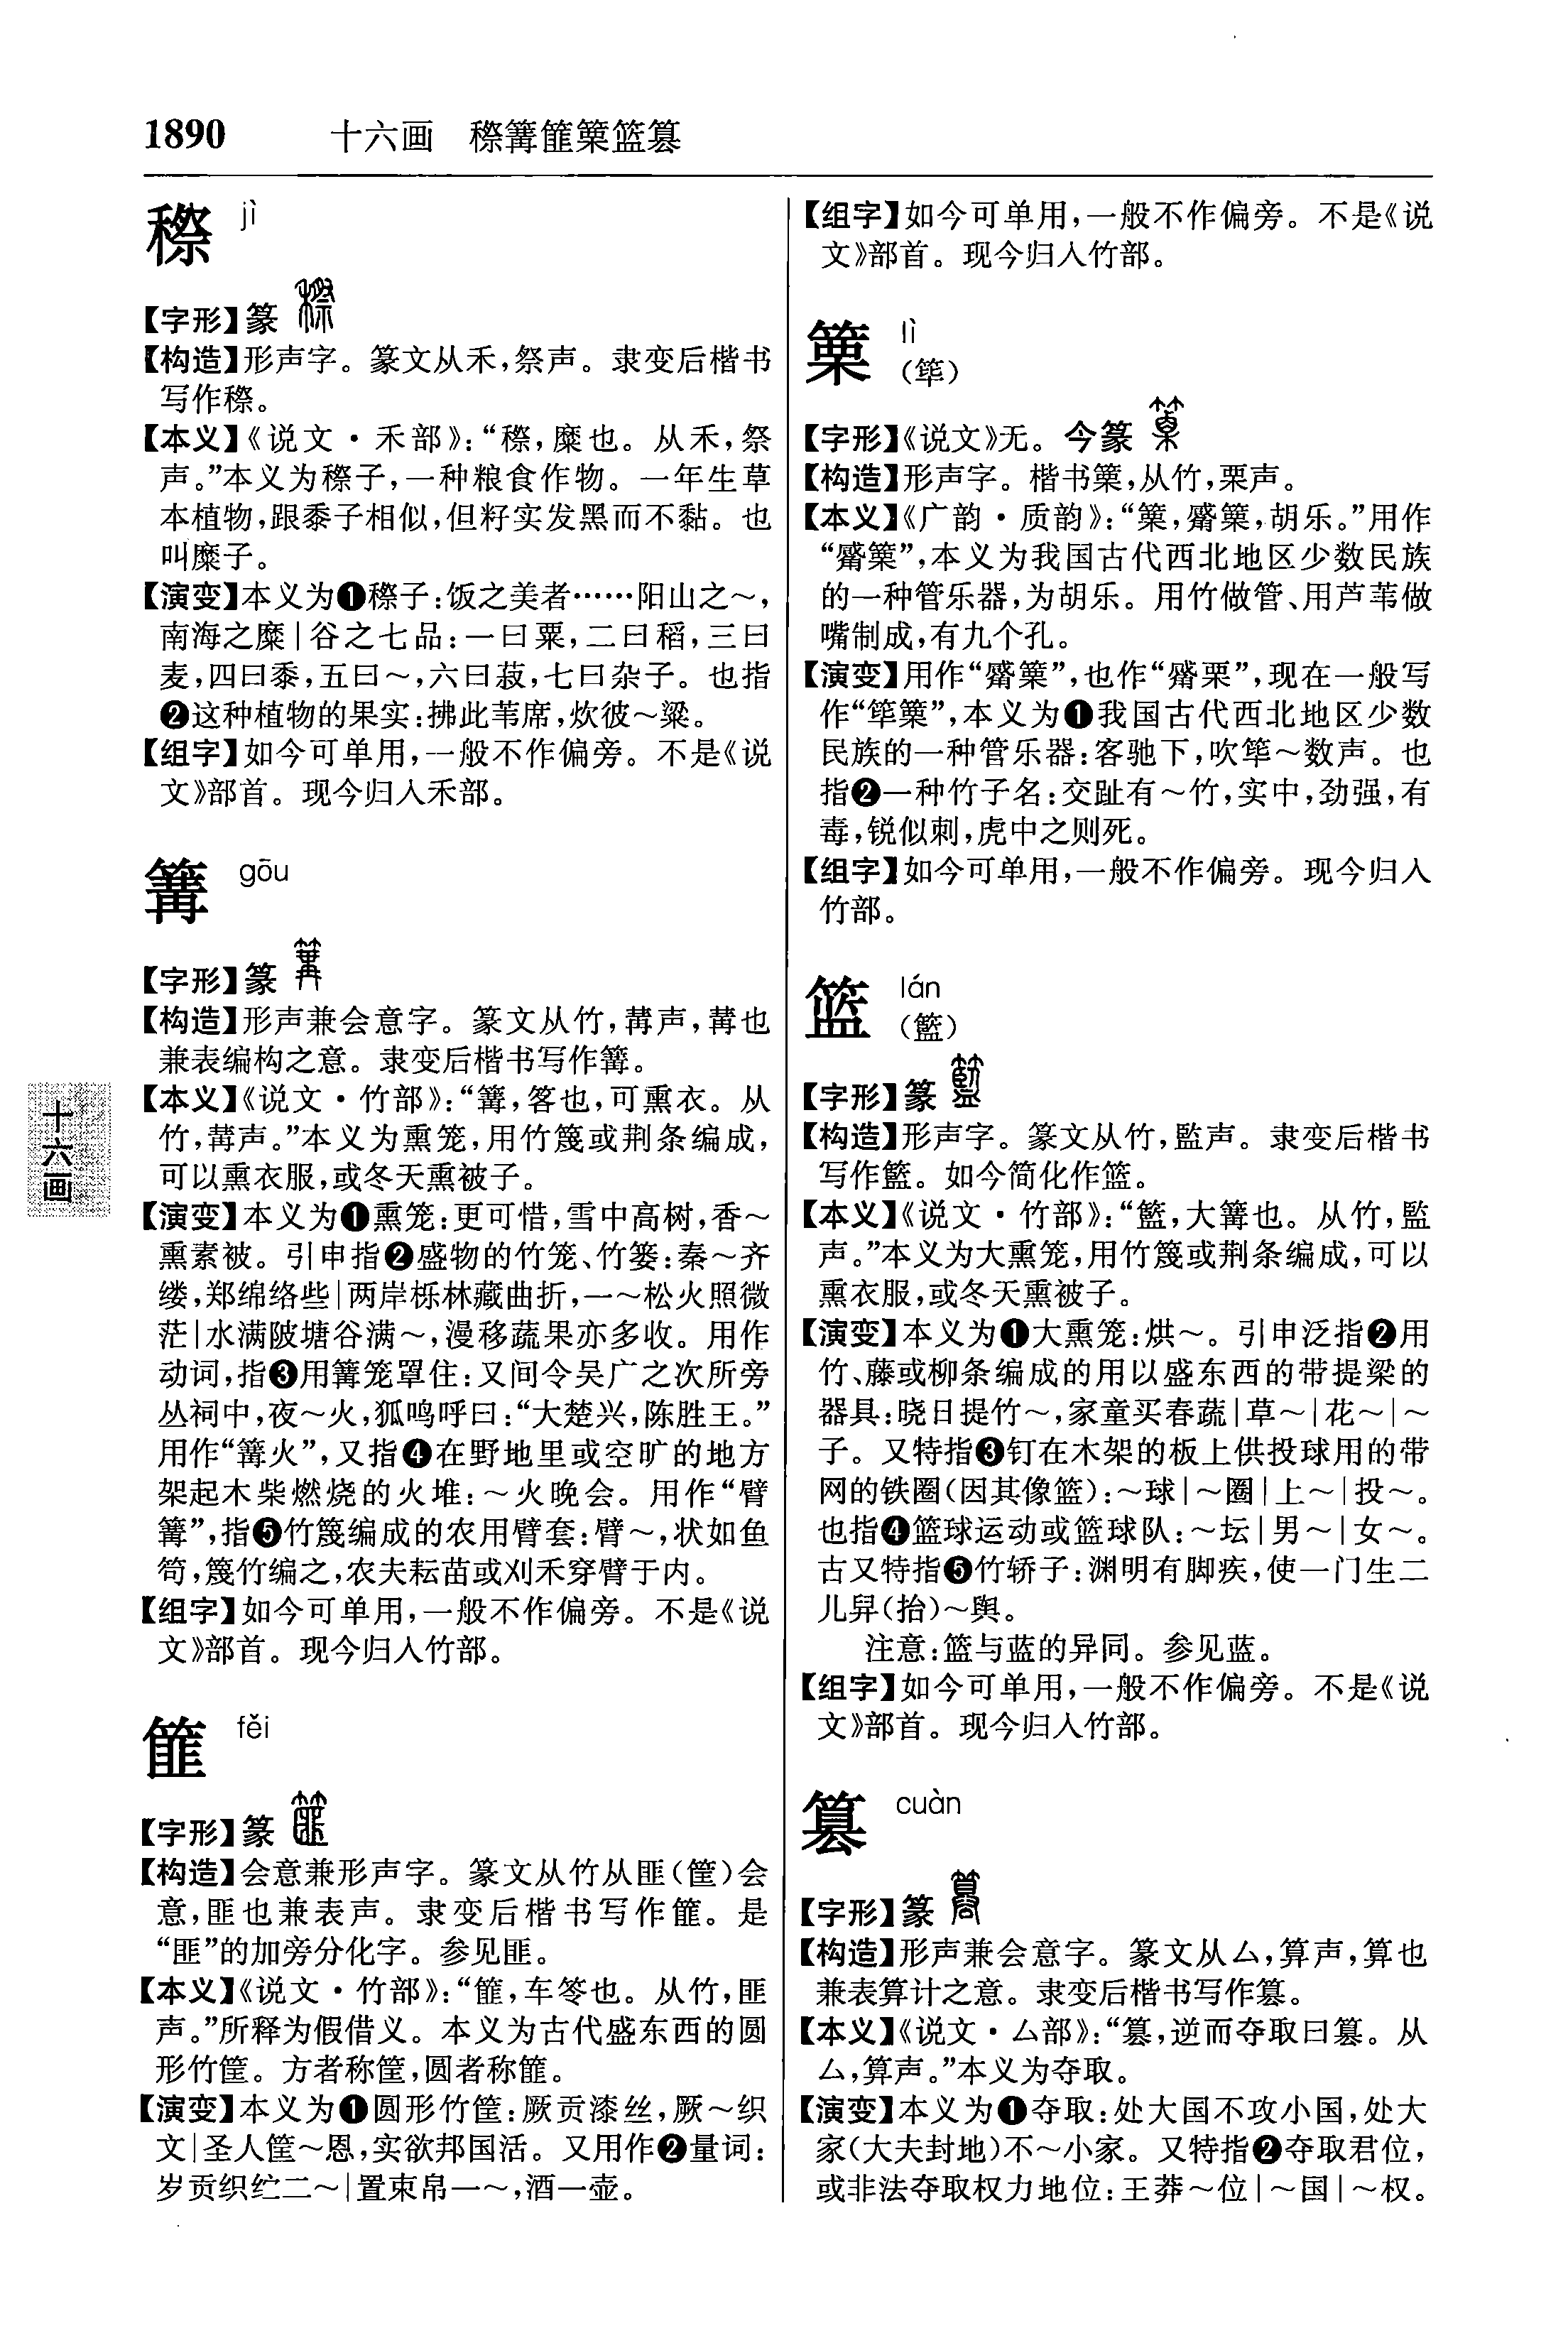 1890 十六画 穄篝篚篥篮篡
穄 jì
【字形】篆
【构造】形声字。篆文从禾,祭声。隶变后楷书
写作穄。
【本义】《说文·禾部》:“穄,穈也。从禾,祭
声。”本义为穄子,一种粮食作物。一年生草
本植物,跟黍子相似,但籽实发黑而不黏。也
叫糜子。
【演变】本义为❶穄子:饭之美者……阳山之～,
南海之糜|谷之七品:一曰粟,二曰稻,三曰
麦,四曰黍,五曰～,六曰菽,七曰杂子。也指
❷这种植物的果实:拂此苇席,炊彼～粱。
【组字】如今可单用,一般不作偏旁。不是《说
文》部首。现今归入禾部。
篝 gōu
【字形】篆
【构造】形声兼会意字。篆文从竹,冓声,冓也
兼表编构之意。隶变后楷书写作篝。
【本义】《说文·竹部》:“篝,笿也,可熏衣。从
竹,冓声。”本义为熏笼,用竹篾或荆条编成,
可以熏衣服,或冬天熏被子。
【演变】本义为❶熏笼:更可惜,雪中高树,香～
熏素被。引申指❷盛物的竹笼、竹篓:秦～齐
缕,郑绵络些|两岸栎林藏曲折,一～松火照微
茫|水满陂塘谷满～,漫移蔬果亦多收。用作
动词,指❸用篝笼罩住:又间令吴广之次所旁
丛祠中,夜～火,狐鸣呼曰:“大楚兴,陈胜王。”
用作“篝火”,又指❹在野地里或空旷的地方
架起木柴燃烧的火堆:～火晚会。用作“臂
篝”,指❺竹篾编成的农用臂套:臂～,状如鱼
笱,篾竹编之,农夫耘苗或刈禾穿臂于内。
【组字】如今可单用,一般不作偏旁。不是《说
文》部首。现今归入竹部。
篚 fěi
【字形】篆
【构造】会意兼形声字。篆文从竹从匪(筐)会
意,匪也兼表声。隶变后楷书写作篚。是
“匪”的加旁分化字。参见匪。
【本义】《说文·竹部》:“篚,车笭也。从竹,匪
声。”所释为假借义。本义为古代盛东西的圆
形竹筐。方者称筐,圆者称篚。
【演变】本义为❶圆形竹筐:厥贡漆丝,厥～织
文|圣人筐～恩,实欲邦国活。又用作❷量词:
岁贡织纻二～|置束帛一～,酒一壶。
【组字】如今可单用,一般不作偏旁。不是《说
文》部首。现今归入竹部。
篥 lì
(筚)
【字形】《说文》无。今篆
【构造】形声字。楷书篥,从竹,栗声。
【本义】《广韵·质韵》:“篥,觱篥,胡乐。”用作
“觱篥”,本义为我国古代西北地区少数民族
的一种管乐器,为胡乐。用竹做管、用芦苇做
嘴制成,有九个孔。
【演变】用作“觱篥”,也作“觱栗”,现在一般写
作“筚篥”,本义为❶我国古代西北地区少数
民族的一种管乐器:客驰下,吹筚～数声。也
指❷一种竹子名:交趾有～竹,实中,劲强,有
毒,锐似刺,虎中之则死。
【组字】如今可单用,一般不作偏旁。现今归入
竹部。
篮 lán
(籃)
【字形】篆
【构造】形声字。篆文从竹,監声。隶变后楷书
写作籃。如今简化作篮。
【本义】《说文·竹部》:“籃,大篝也。从竹,監
声。”本义为大熏笼,用竹篾或荆条编成,可以
熏衣服,或冬天熏被子。
【演变】本义为❶大熏笼:烘～。引申泛指❷用
竹、藤或柳条编成的用以盛东西的带提梁的
器具:晓日提竹～,家童买春蔬|草～|花～|～
子。又特指❸钉在木架的板上供投球用的带
网的铁圈(因其像篮):～球|～圈|上～|投～。
也指❹篮球运动或篮球队:～坛|男～|女～。
古又特指❺竹轿子:渊明有脚疾,使一门生二
儿舁(抬)～舆。
注意:篮与蓝的异同。参见蓝。
【组字】如今可单用,一般不作偏旁。不是《说
文》部首。现今归入竹部。
篡 cuàn
【字形】篆
【构造】形声兼会意字。篆文从厶,算声,算也
兼表算计之意。隶变后楷书写作篡。
【本义】《说文·厶部》:“篡,逆而夺取曰篡。从
厶,算声。”本义为夺取。
【演变】本义为❶夺取:处大国不攻小国,处大
家(大夫封地)不～小家。又特指❷夺取君位,
或非法夺取权力地位:王莽～位|～国|～权。
十六画